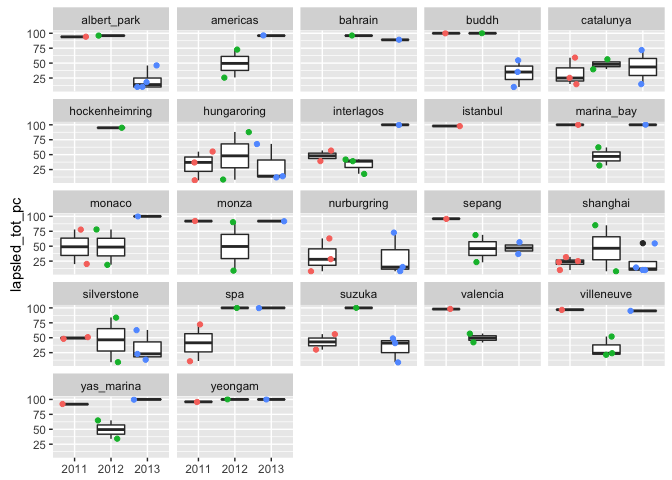 albert_park americas bahrain buddh catalunya
100
75
50
25
hockenheimring hungaroring interlagos istanbul marina_bay
100
75
50
25
monaco monza nurburgring sepang shanghai
100
75
50
25
lapsled_tot_pc
silverstone spa suzuka valencia villeneuve
100
75
50
25
yas_marina yeongam
100
75
50
25
2011 2012 2013 2011 2012 2013